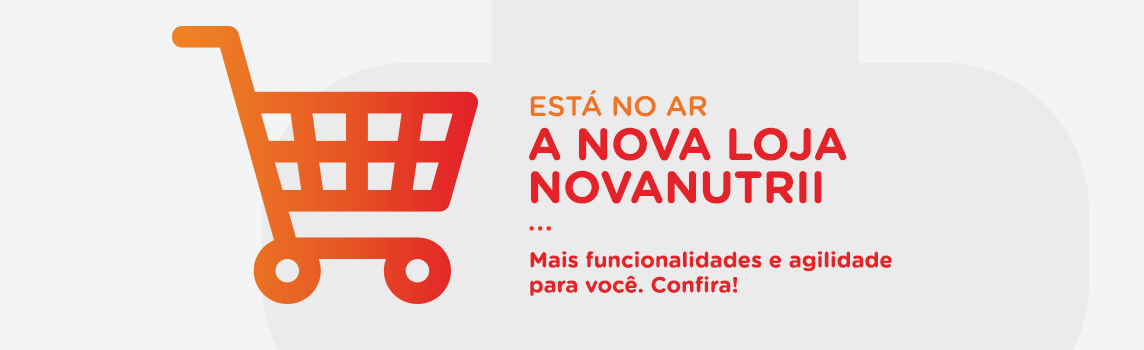 ESTÁ NO AR
A NOVA LOJA
NOVANUTRII
...
Mais funcionalidades e agilidade
para você. Confira!